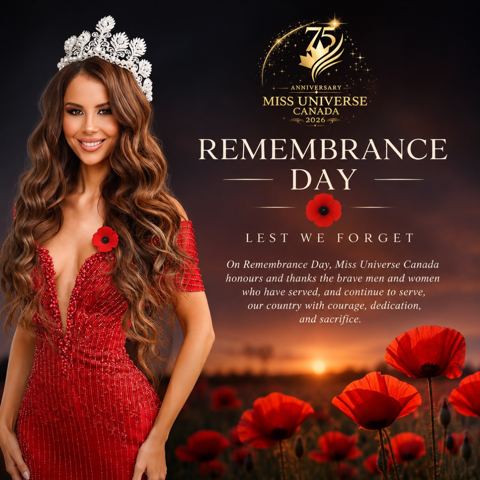 75
ANNIVERSARY
MISS UNIVERSE
CANADA
2026
REMEMBRANCE
DAY
LEST WE FORGET
On Remembrance Day, Miss Universe Canada
honours and thanks the brave men and women
who have served, and continue to serve,
our country with courage, dedication,
and sacrifice.